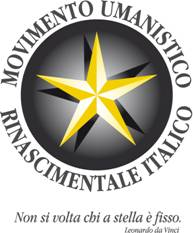 MOVIMENTO UMANISTICO
RINASCIMENTALE ITALICO
Non si volta chi a stella è fisso.
Leonardo da Vinci